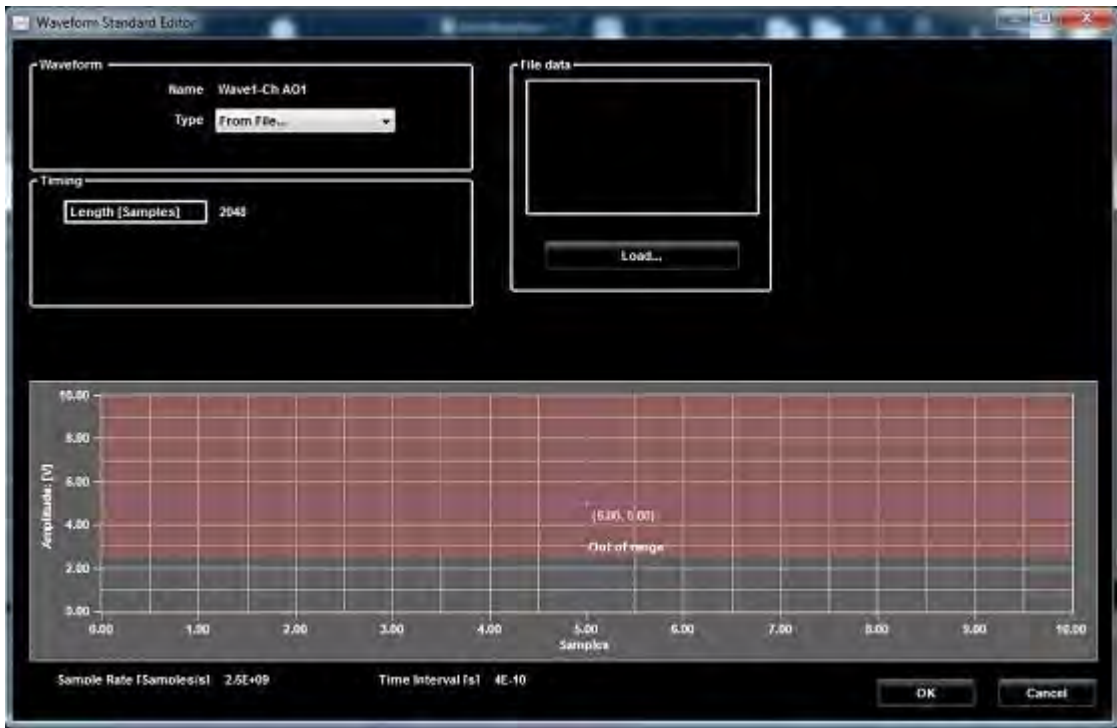 Waveform Standard Editor
Waveform
Name Wave1-Ch AO1
Type From File...
Timing
Length [Samples] 2048
File data
Load...
Amplitude: [V]
10.00
8.00
6.00
4.00
2.00
0.00
Out of range
0.00 1.00 2.00 3.00 4.00 5.00 6.00 7.00 8.00 9.00 10.00
Samples
Sample Rate [Samples/s] 2.5E+09
Time Interval [s] 4E-10
OK
Cancel